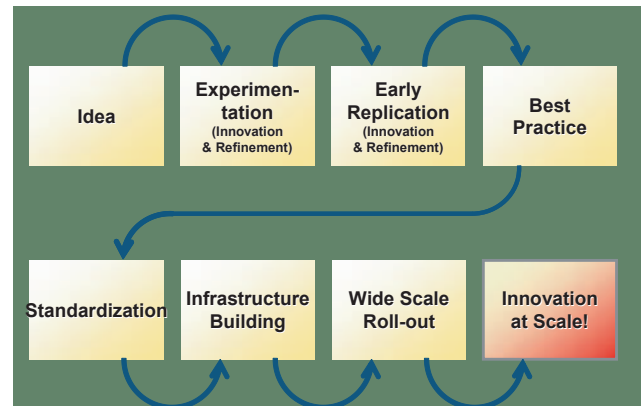 Idea
Experimen-
tation
(Innovation
& Refinement)
Early
Replication
(Innovation
& Refinement)
Best
Practice
Standardization
Infrastructure
Building
Wide Scale
Roll-out
Innovation
at Scale!